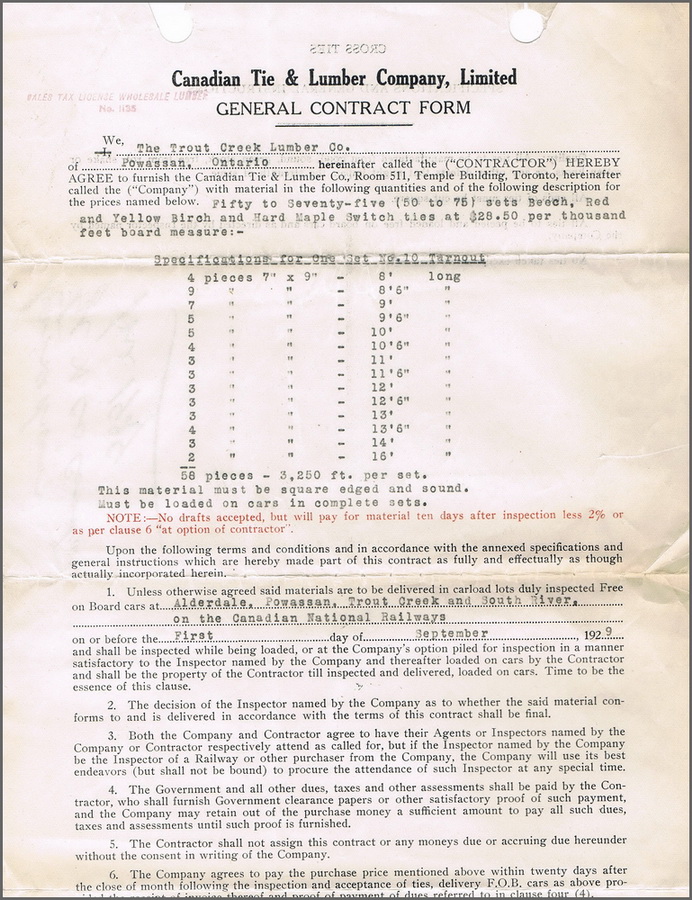 CROSS TIES
Canadian Tie & Lumber Company, Limited
SALES TAX LICENSE WHOLESALE LUMBER
No. 535
GENERAL CONTRACT FORM
We,
I, The Trout Creek Lumber Co.
of Powassan, Ontario hereinafter called the ("CONTRACTOR") HEREBY
AGREE to furnish the Canadian Tie & Lumber Co., Room 511, Temple Building, Toronto, hereinafter
called the ("Company") with material in the following quantities and of the following description for
the prices named below. Fifty to Seventy-five (50 to 75) sets Beech, Red
and Yellow Birch and Hard Maple Switch ties at $28.50 per thousand
feet board measure:-
Specifications for One Set No.10 Turnout
4 pieces 7" x 9" - 8' long
9 " " - 8'6" "
7 " " - 9' "
5 " " - 9'6" "
5 " " - 10' "
4 " " - 10'6" "
3 " " - 11' "
3 " " - 11'6" "
3 " " - 12' "
3 " " - 12'6" "
3 " " - 13' "
4 " " - 13'6" "
3 " " - 14' "
2 " " - 16' "
58 pieces - 3,250 ft. per set.
This material must be square edged and sound.
Must be loaded on cars in complete sets.
NOTE:—No drafts accepted, but will pay for material ten days after inspection less 2% or
as per clause 6 "at option of contractor".
Upon the following terms and conditions and in accordance with the annexed specifications and
general instructions which are hereby made part of this contract as fully and effectually as though
actually incorporated herein.
1. Unless otherwise agreed said materials are to be delivered in carload lots duly inspected Free
on Board cars at Alderdale, Powassan, Trout Creek and South River,
on the Canadian National Railways
on or before the First day of September, 1929
and shall be inspected while being loaded, or at the Company's option piled for inspection in a manner
satisfactory to the Inspector named by the Company and thereafter loaded on cars by the Contractor
and shall be the property of the Contractor till inspected and delivered, loaded on cars. Time to be the
essence of this clause.
2. The decision of the Inspector named by the Company as to whether the said material con-
forms to and is delivered in accordance with the terms of this contract shall be final.
3. Both the Company and Contractor agree to have their Agents or Inspectors named by the
Company or Contractor respectively attend as called for, but if the Inspector named by the Company
be the Inspector of a Railway or other purchaser from the Company, the Company will use its best
endeavors (but shall not be bound) to procure the attendance of such Inspector at any special time.
4. The Government and all other dues, taxes and other assessments shall be paid by the Con-
tractor, who shall furnish Government clearance papers or other satisfactory proof of such payment,
and the Company may retain out of the purchase money a sufficient amount to pay all such dues,
taxes and assessments until such proof is furnished.
5. The Contractor shall not assign this contract or any moneys due or accruing due hereunder
without the consent in writing of the Company.
6. The Company agrees to pay the purchase price mentioned above within twenty days after
the close of month following the inspection and acceptance of ties, delivery F.O.B. cars as above pro-
vided the receipt of invoice thereof and proof of payment of dues referred to in clause four (4).